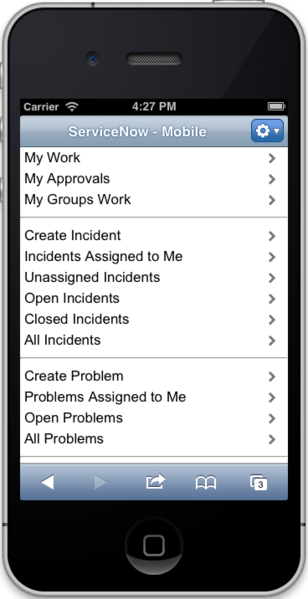 Carrier 4:27 PM
ServiceNow - Mobile
My Work
My Approvals
My Groups Work
Create Incident
Incidents Assigned to Me
Unassigned Incidents
Open Incidents
Closed Incidents
All Incidents
Create Problem
Problems Assigned to Me
Open Problems
All Problems
3